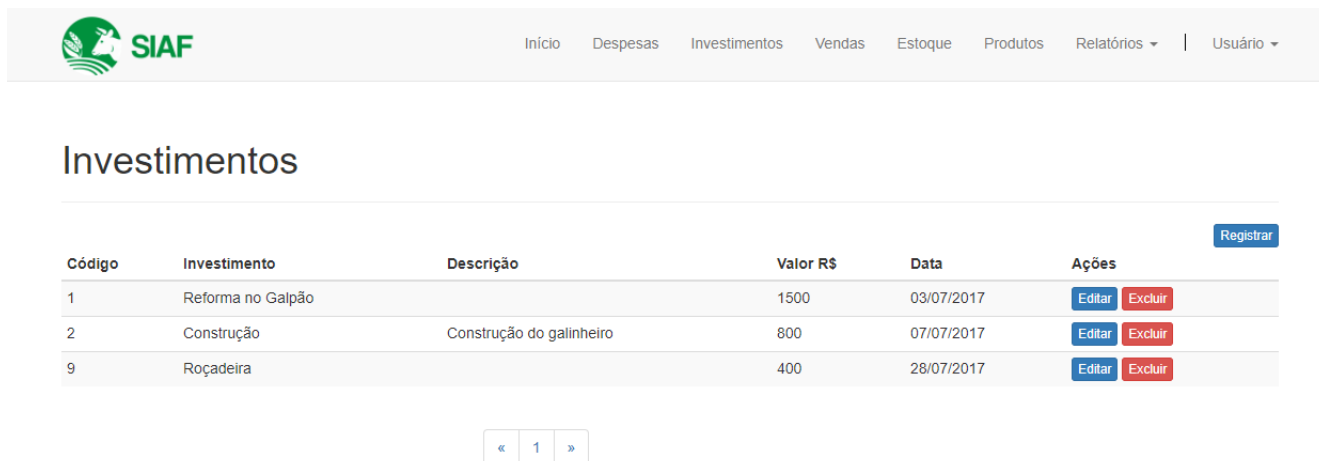 SIAF Início Despesas Investimentos Vendas Estoque Produtos Relatórios | Usuário
Investimentos
Registrar
Código Investimento Descrição Valor R$ Data Ações
1 Reforma no Galpão 1500 03/07/2017 Editar Excluir
2 Construção Construção do galinheiro 800 07/07/2017 Editar Excluir
9 Roçadeira 400 28/07/2017 Editar Excluir
« 1 »